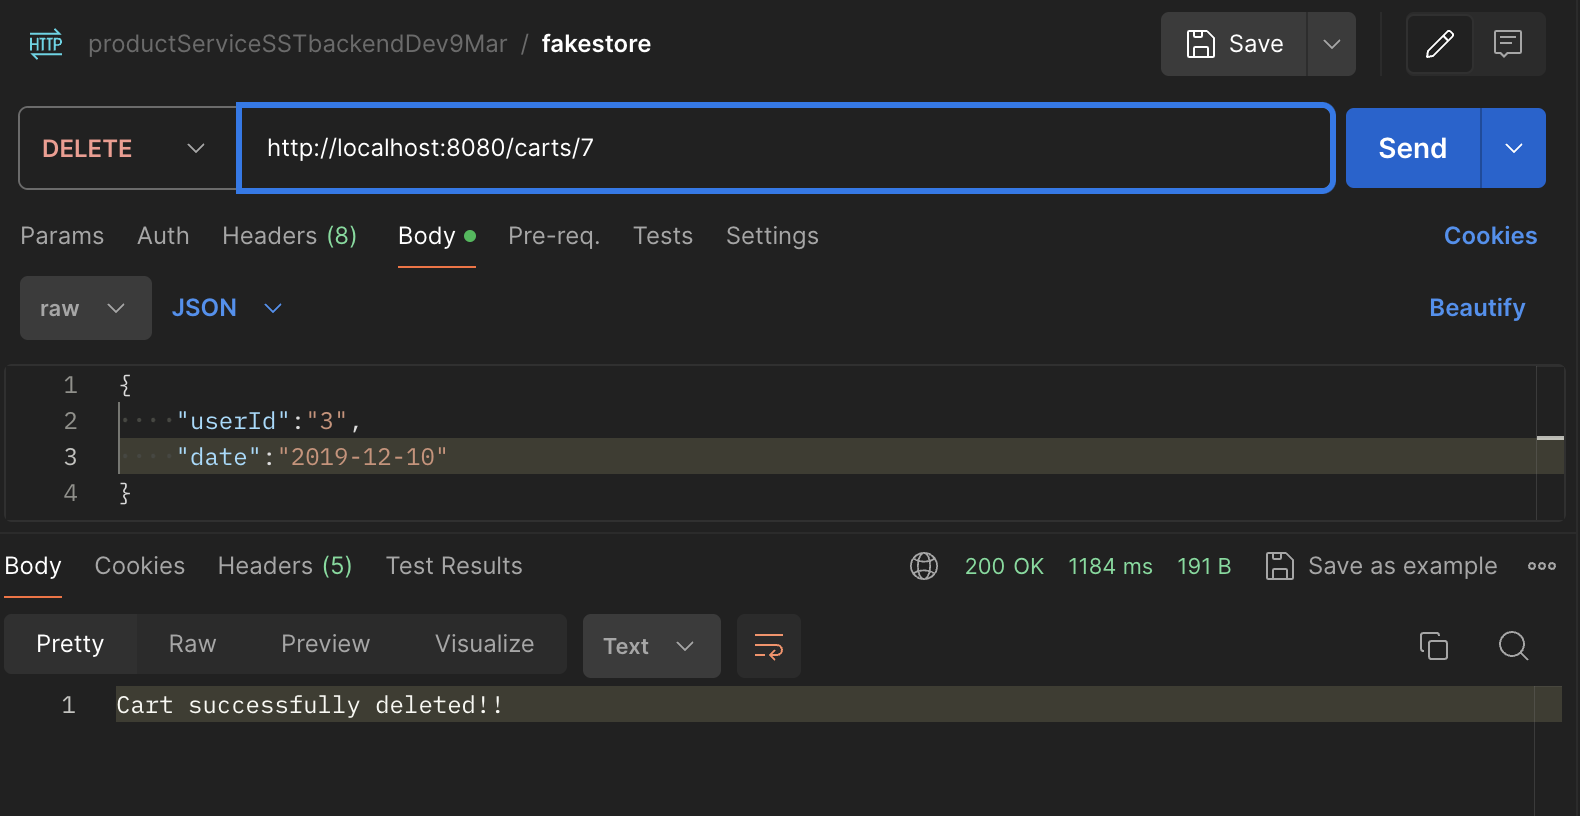 HTTP productServiceSSTbackendDev9Mar / fakestore Save
DELETE http://localhost:8080/carts/7 Send
Params Auth Headers (8) Body Pre-req. Tests Settings Cookies
raw JSON Beautify
1 {
2 "userId":"3",
3 "date":"2019-12-10"
4 }
Body Cookies Headers (5) Test Results 200 OK 1184 ms 191 B Save as example
Pretty Raw Preview Visualize Text
1 Cart successfully deleted!!